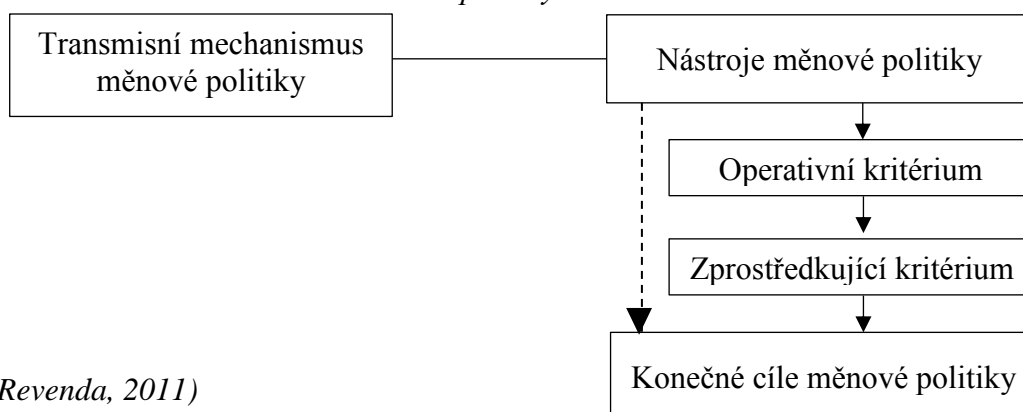 Transmisní mechanismus
měnové politiky
Nástroje měnové politiky
Operativní kritérium
Zprostředkující kritérium
Konečné cíle měnové politiky
Revenda, 2011)